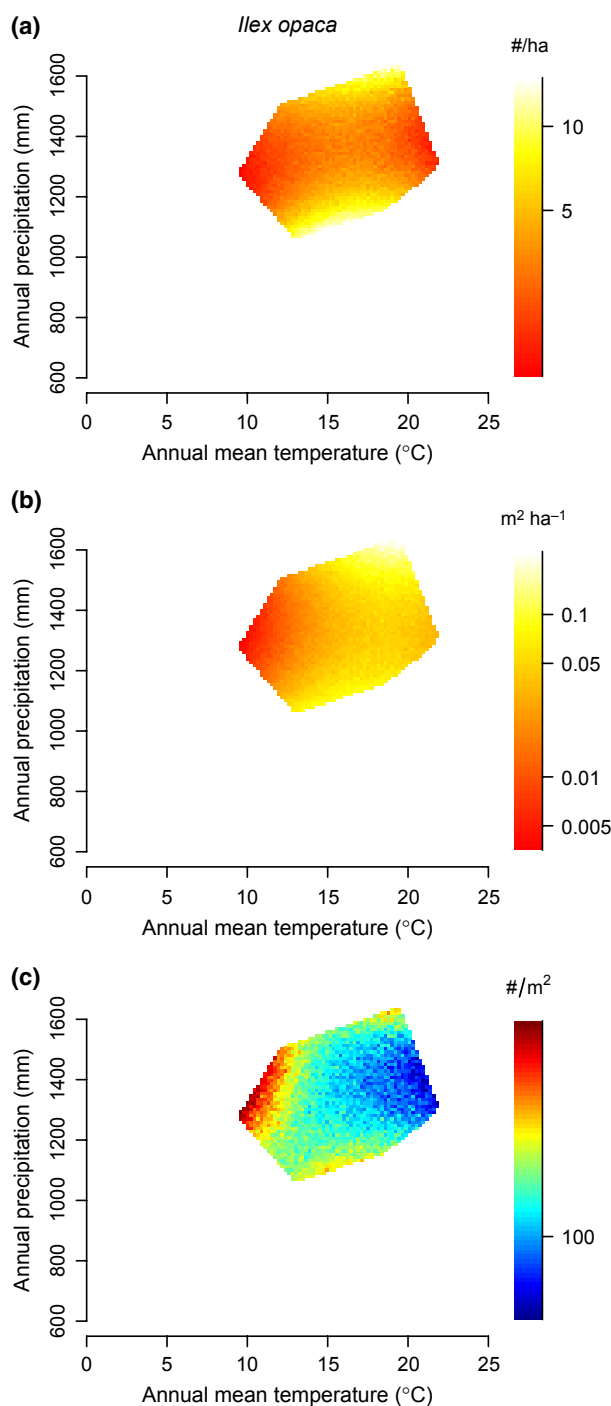 (a)
Ilex opaca
#/ha
Annual precipitation (mm)
1600
1400
1200
1000
800
600
10
5
0 5 10 15 20 25
Annual mean temperature (°C)
(b)
m² ha⁻¹
Annual precipitation (mm)
1600
1400
1200
1000
800
600
0.1
0.05
0.01
0.005
0 5 10 15 20 25
Annual mean temperature (°C)
(c)
#/m²
Annual precipitation (mm)
1600
1400
1200
1000
800
600
100
0 5 10 15 20 25
Annual mean temperature (°C)